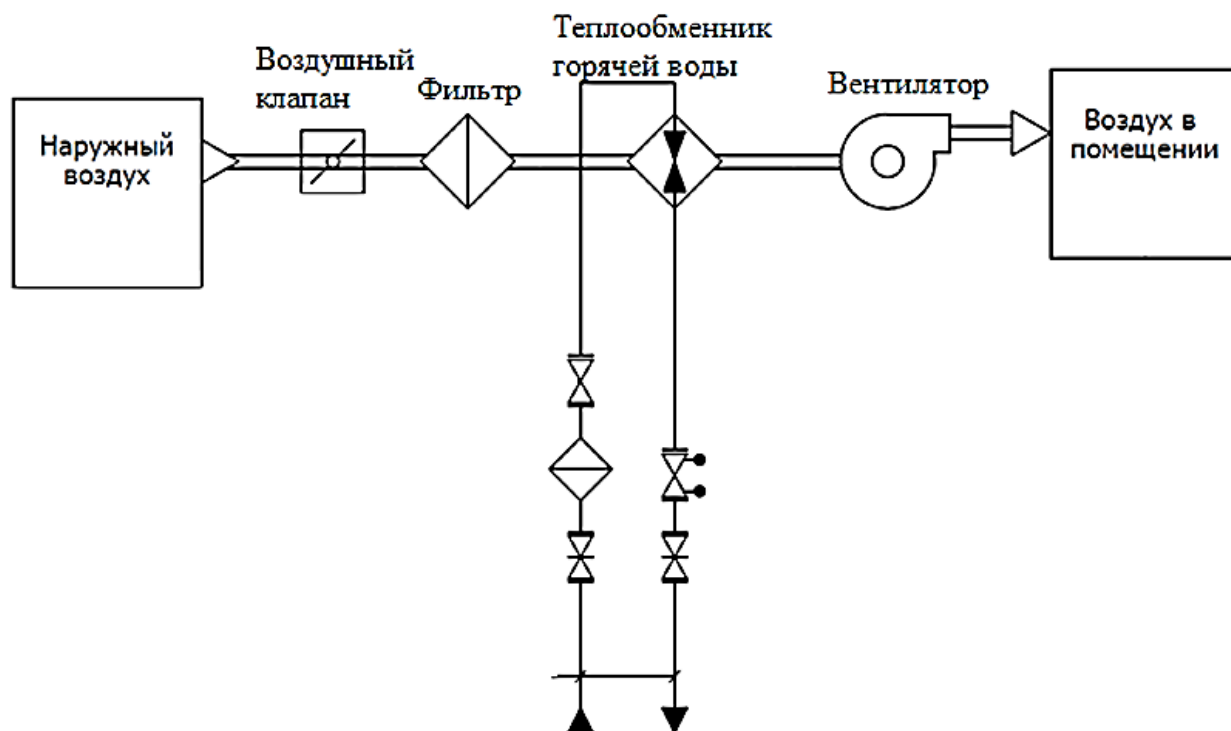 Теплообменник
горячей воды
Воздушный
клапан
Фильтр
Вентилятор
Наружный
воздух
Воздух в
помещении